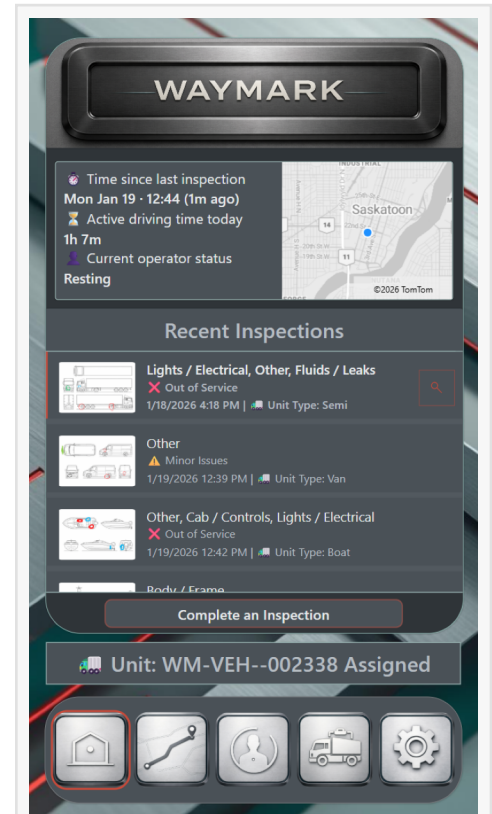 WAYMARK
Time since last inspection
Mon Jan 19 · 12:44 (1m ago)
Active driving time today
1h 7m
Current operator status
Resting
INDUSTRIAL
Saskatoon
14
11
©2026 TomTom
Recent Inspections
Lights / Electrical, Other, Fluids / Leaks
❌ Out of Service
1/18/2026 4:18 PM | 🚛 Unit Type: Semi
Other
⚠️ Minor Issues
1/19/2026 12:39 PM | 🚛 Unit Type: Van
Other, Cab / Controls, Lights / Electrical
❌ Out of Service
1/19/2026 12:42 PM | 🚛 Unit Type: Boat
Body / Frame
Complete an Inspection
🚛 Unit: WM-VEH--002338 Assigned